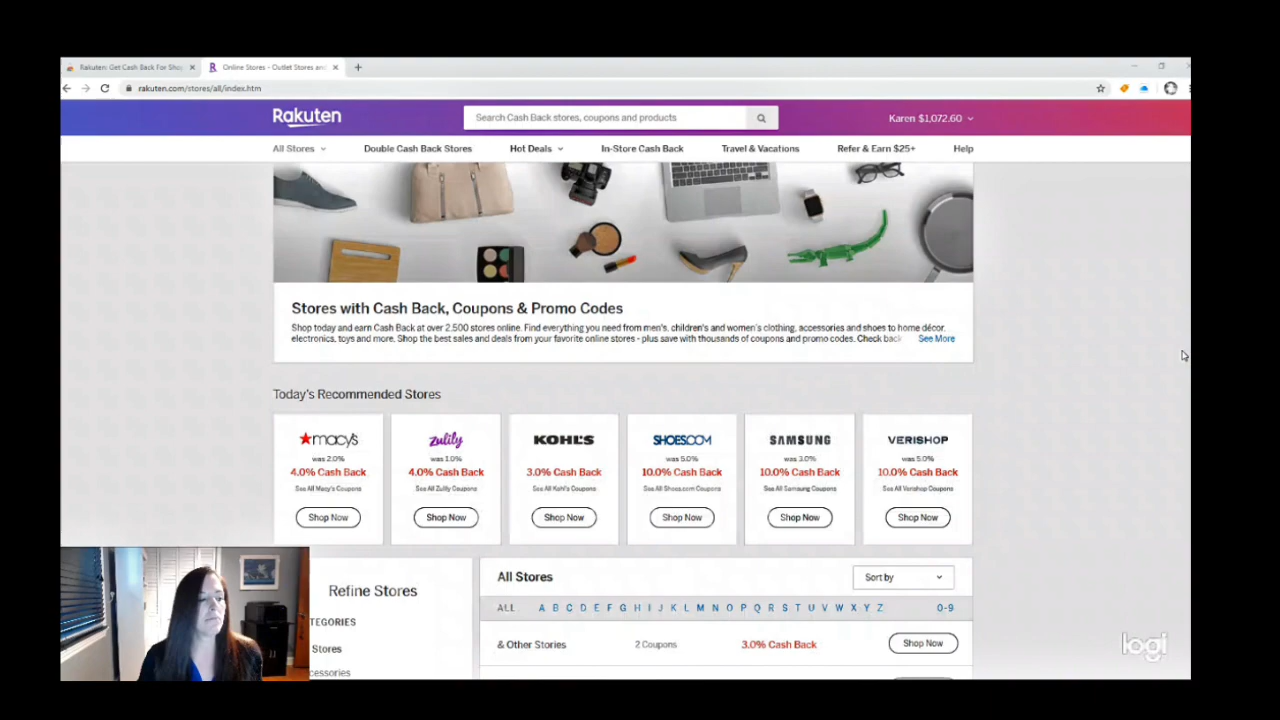 Rakuten: Get Cash Back For Sho
Online Stores - Outlet Stores and
rakuten.com/stores/all/index.htm
Rakuten
Search Cash Back stores, coupons and products
Karen $1,072.60
All Stores
Double Cash Back Stores
Hot Deals
In-Store Cash Back
Travel & Vacations
Refer & Earn $25+
Help
Stores with Cash Back, Coupons & Promo Codes
Shop today and earn Cash Back at over 2,500 stores online. Find everything you need from men's, children's and women's clothing, accessories and shoes to home décor,
electronics, toys and more. Shop the best sales and deals from your favorite online stores - plus save with thousands of coupons and promo codes. Check back
See More
Today's Recommended Stores
macy's
was 2.0%
4.0% Cash Back
See All Macy's Coupons
Shop Now
zulily
was 1.0%
4.0% Cash Back
See All Zulily Coupons
Shop Now
KOHL'S
3.0% Cash Back
See All Kohl's Coupons
Shop Now
SHOES.COM
was 5.0%
10.0% Cash Back
See All Shoes.com Coupons
Shop Now
SAMSUNG
was 3.0%
10.0% Cash Back
See All Samsung Coupons
Shop Now
VERISHOP
was 5.0%
10.0% Cash Back
See All Verishop Coupons
Shop Now
Refine Stores
TEGORIES
Stores
cessories
All Stores
Sort by
ALL A B C D E F G H I J K L M N O P Q R S T U V W X Y Z 0-9
& Other Stories 2 Coupons 3.0% Cash Back Shop Now
logi